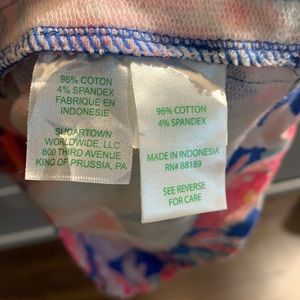 96% COTON
4% SPANDEX
FABRIQUE EN
INDONESIE
SUGARTOWN
WORLDWIDE, LLC
800 THIRD AVENUE
KING OF PRUSSIA, PA
96% COTTON
4% SPANDEX
MADE IN INDONESIA
RN# 88189
SEE REVERSE
FOR CARE